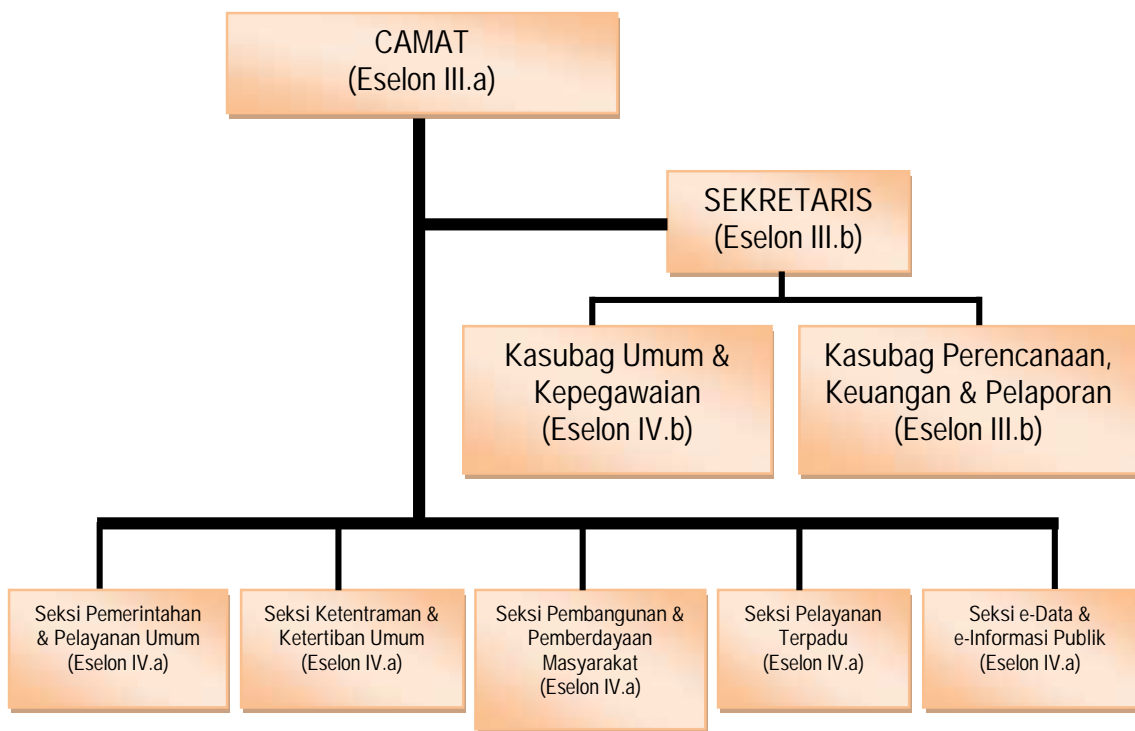 CAMAT
(Eselon III.a)
SEKRETARIS
(Eselon III.b)
Kasubag Umum &
Kepegawaian
(Eselon IV.b)
Kasubag Perencanaan,
Keuangan & Pelaporan
(Eselon III.b)
Seksi Pemerintahan
& Pelayanan Umum
(Eselon IV.a)
Seksi Ketentraman &
Ketertiban Umum
(Eselon IV.a)
Seksi Pembangunan &
Pemberdayaan
Masyarakat
(Eselon IV.a)
Seksi Pelayanan
Terpadu
(Eselon IV.a)
Seksi e-Data &
e-Informasi Publik
(Eselon IV.a)